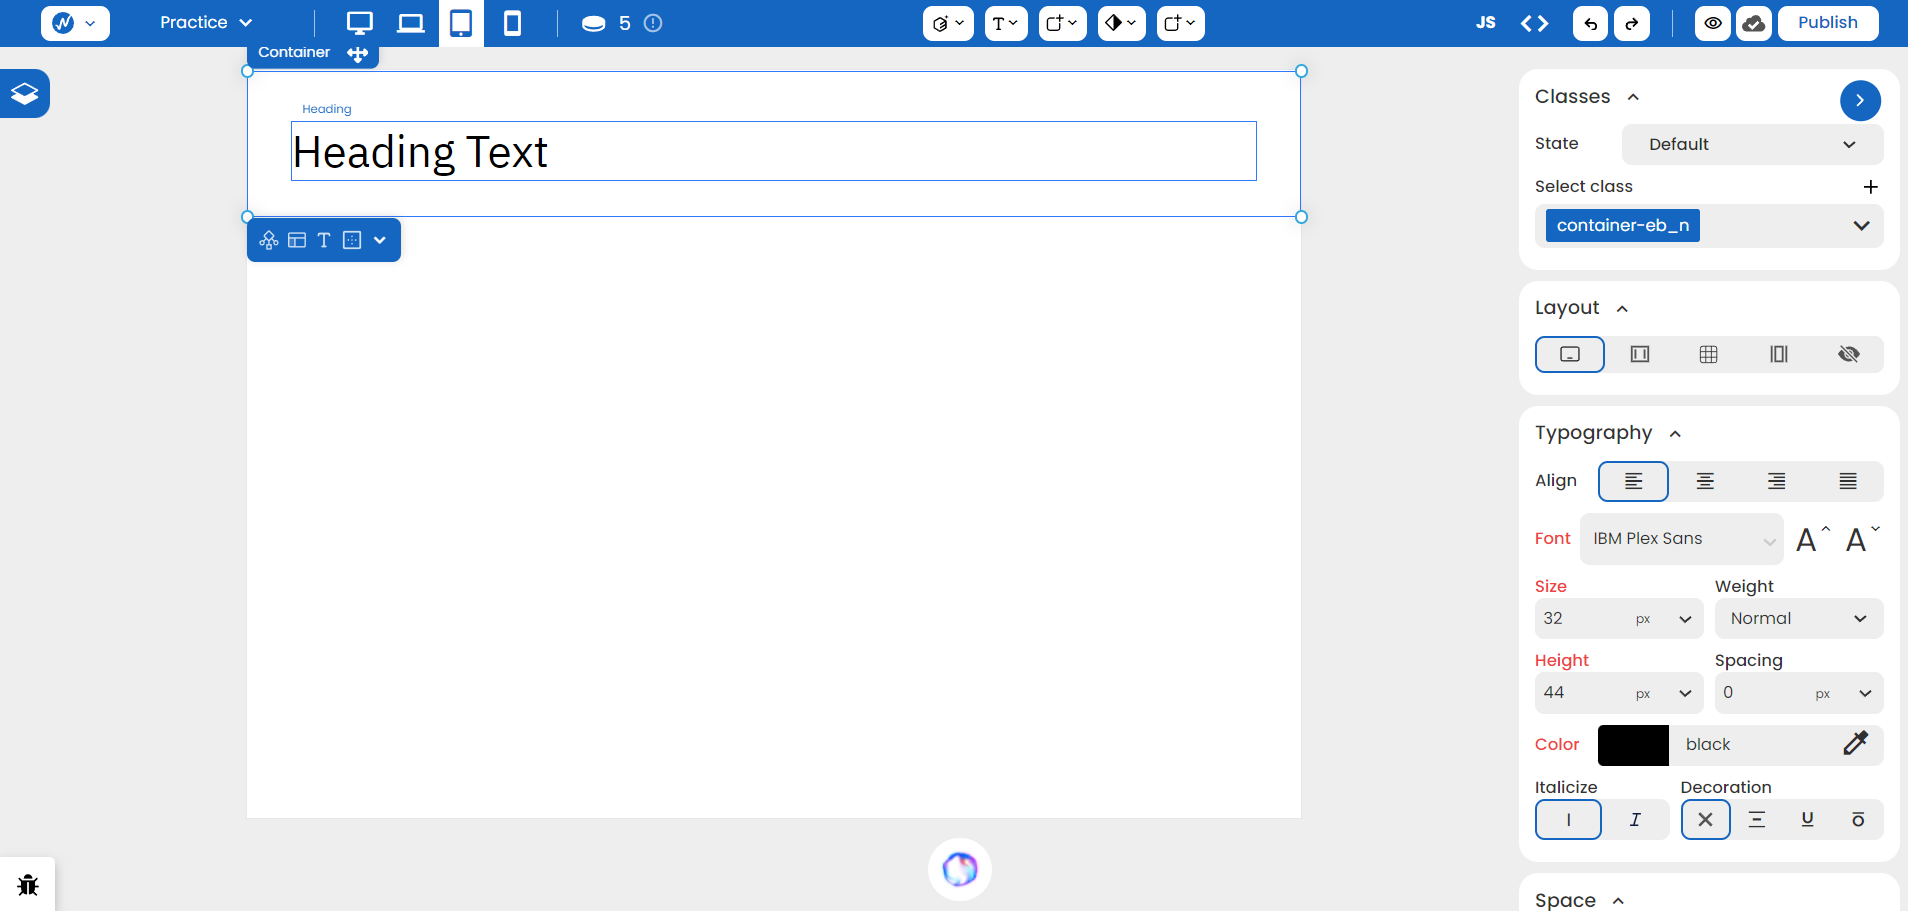 Practice
5
T
JS
Publish
Container
Heading
Heading Text
T
Classes
State
Default
Select class
container-eb_n
Layout
Typography
Align
Font
IBM Plex Sans
A A
Size
Weight
32 px
Normal
Height
Spacing
44 px
0 px
Color
black
Italicize
Decoration
I I
U O
Space